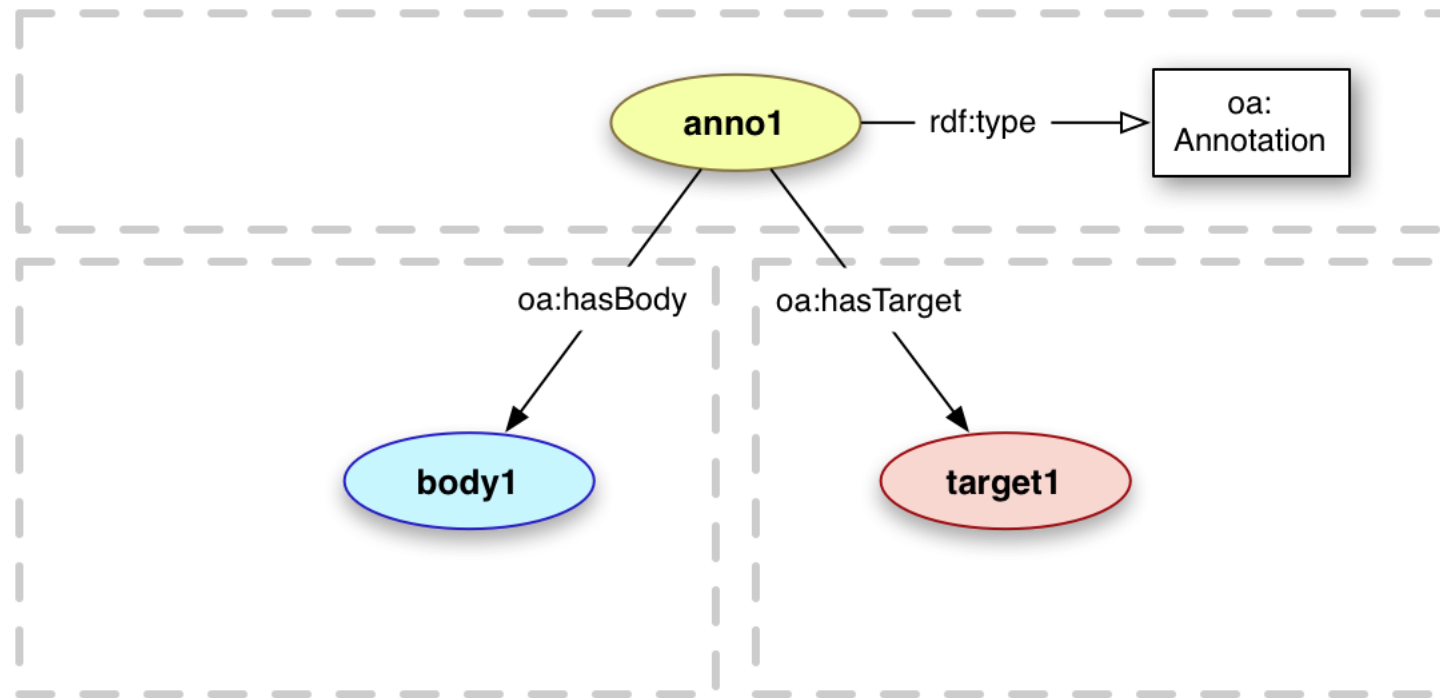 anno1
rdf:type
oa:
Annotation
oa:hasBody
oa:hasTarget
body1
target1